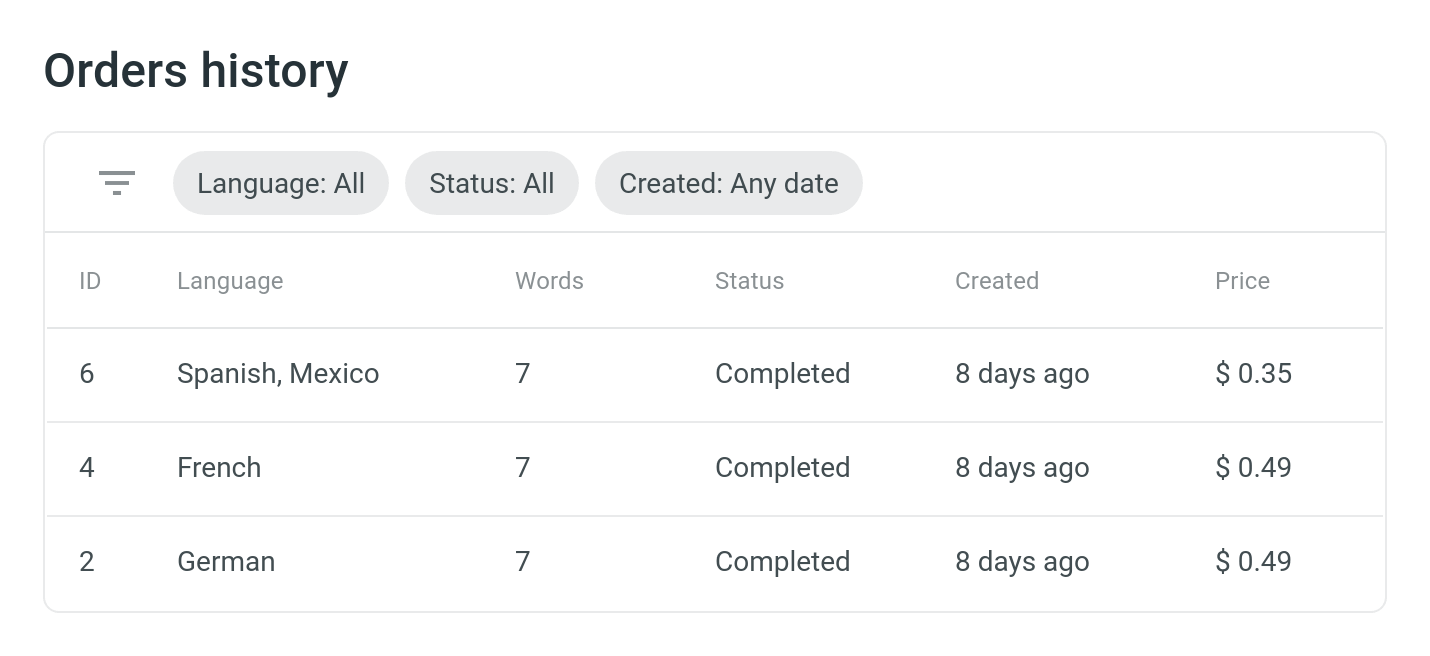 Orders history
Language: All Status: All Created: Any date
ID Language Words Status Created Price
6 Spanish, Mexico 7 Completed 8 days ago $ 0.35
4 French 7 Completed 8 days ago $ 0.49
2 German 7 Completed 8 days ago $ 0.49